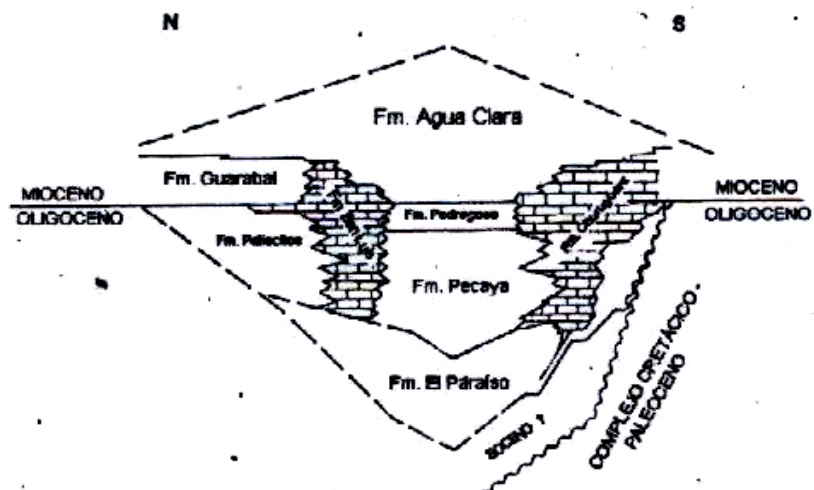 N
S
Fm. Agua Clara
Fm. Guarabal
MIOCENO
OLIGOCENO
MIOCENO
OLIGOCENO
Fm. Pedregoso
Fm.
Fm. Pecaya
Fm. El Paraíso
EOCENO ?
COMPLEJO CRETÁCICO
PALEOCENO